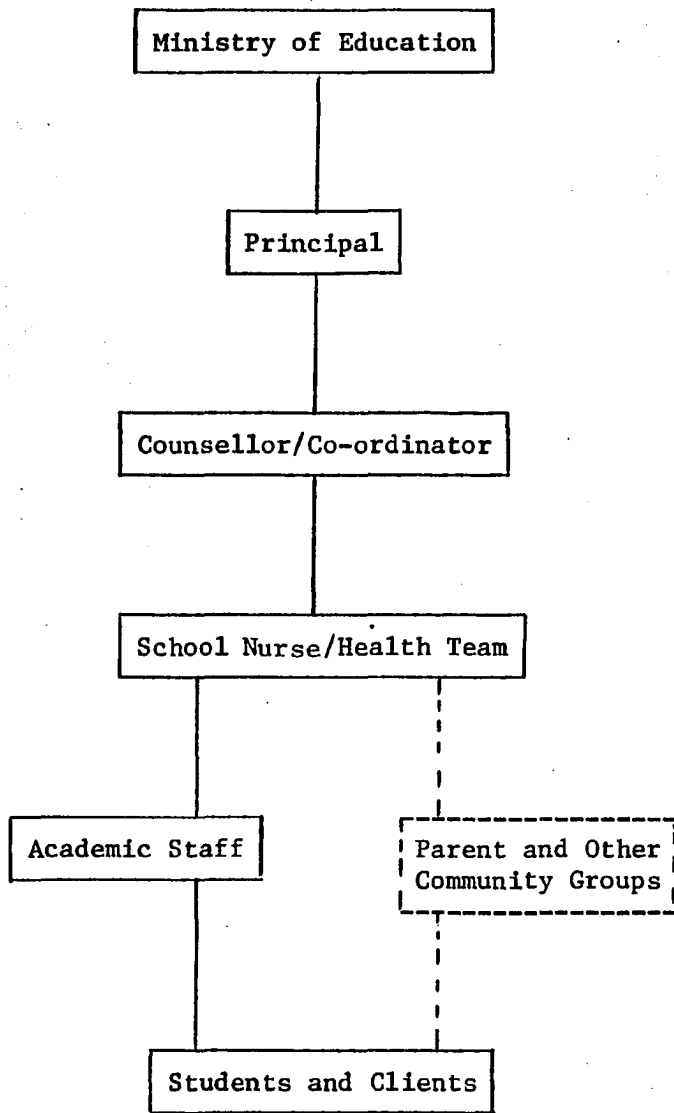 Ministry of Education
Principal
Counsellor/Co-ordinator
School Nurse/Health Team
Academic Staff
Parent and Other
Community Groups
Students and Clients